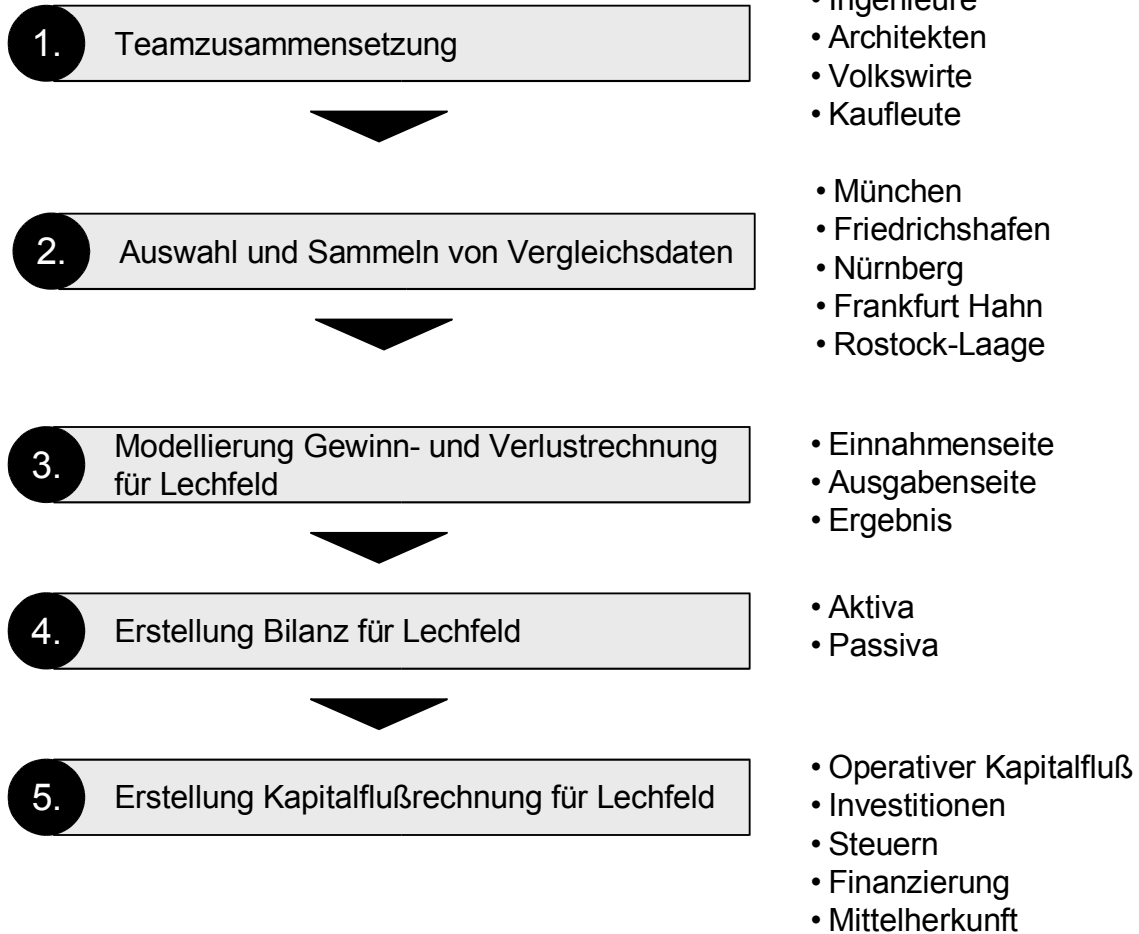 • Ingenieure
1. Teamzusammensetzung
• Architekten
• Volkswirte
• Kaufleute
2. Auswahl und Sammeln von Vergleichsdaten
• München
• Friedrichshafen
• Nürnberg
• Frankfurt Hahn
• Rostock-Laage
3. Modellierung Gewinn- und Verlustrechnung
für Lechfeld
• Einnahmenseite
• Ausgabenseite
• Ergebnis
4. Erstellung Bilanz für Lechfeld
• Aktiva
• Passiva
5. Erstellung Kapitalflußrechnung für Lechfeld
• Operativer Kapitalfluß
• Investitionen
• Steuern
• Finanzierung
• Mittelherkunft